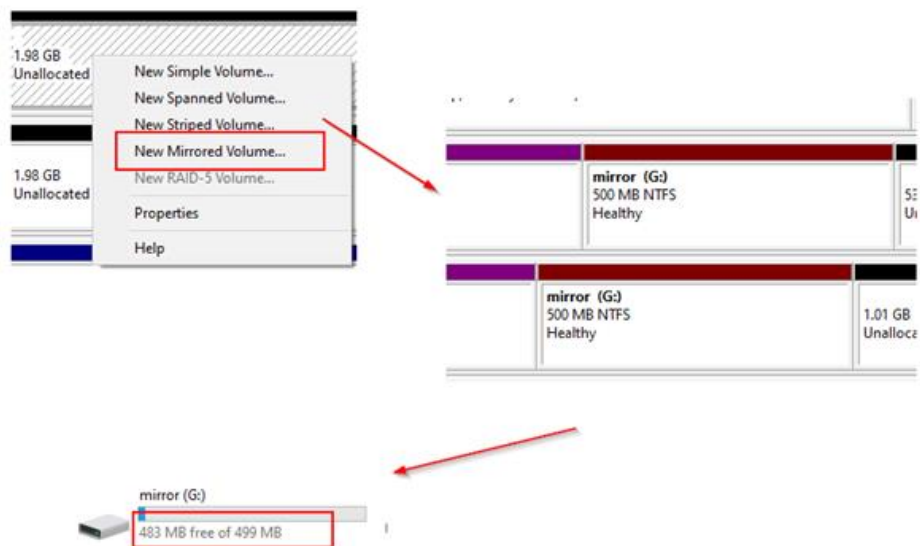 1.98 GB
Unallocated
New Simple Volume...
New Spanned Volume...
New Striped Volume...
New Mirrored Volume...
1.98 GB
Unallocated
New RAID-5 Volume...
Properties
Help
mirror (G:)
500 MB NTFS
Healthy
mirror (G:)
500 MB NTFS
Healthy
1.01 GB
Unalloca
mirror (G:)
483 MB free of 499 MB